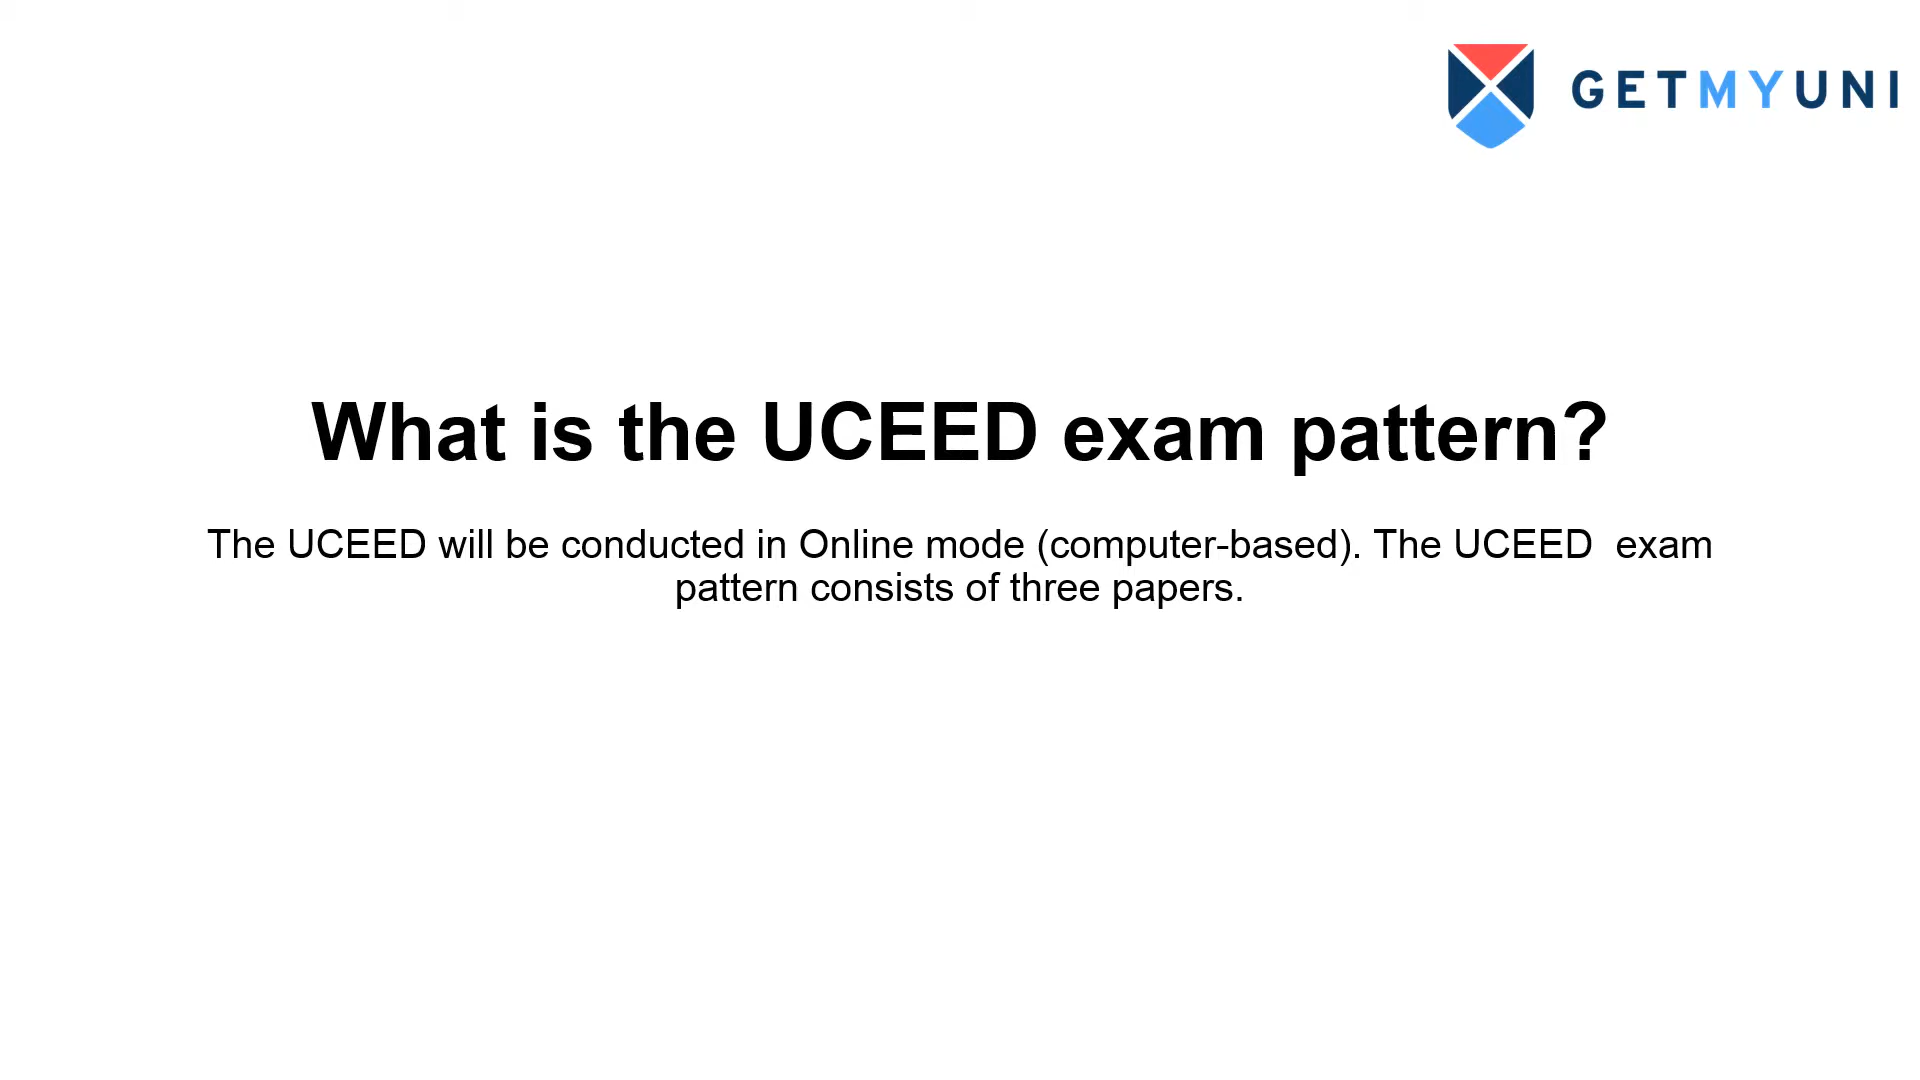 GETMYUNI
What is the UCEED exam pattern?
The UCEED will be conducted in Online mode (computer-based). The UCEED  exam
pattern consists of three papers.